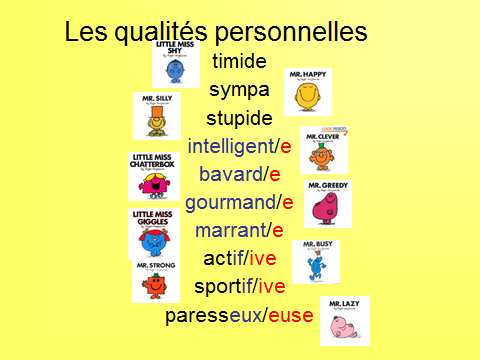 Les qualités personnelles
LITTLE MISS
SHY
timide
MR. HAPPY
sympa
MR. SILLY
stupide
LOOK INSIDE!
MR. CLEVER
intelligent/e
LITTLE MISS
CHATTERBOX
bavard/e
MR. GREEDY
gourmand/e
LITTLE MISS
GIGGLES
marrant/e
MR. BUSY
actif/ive
MR. STRONG
sportif/ive
MR. LAZY
paresseux/euse